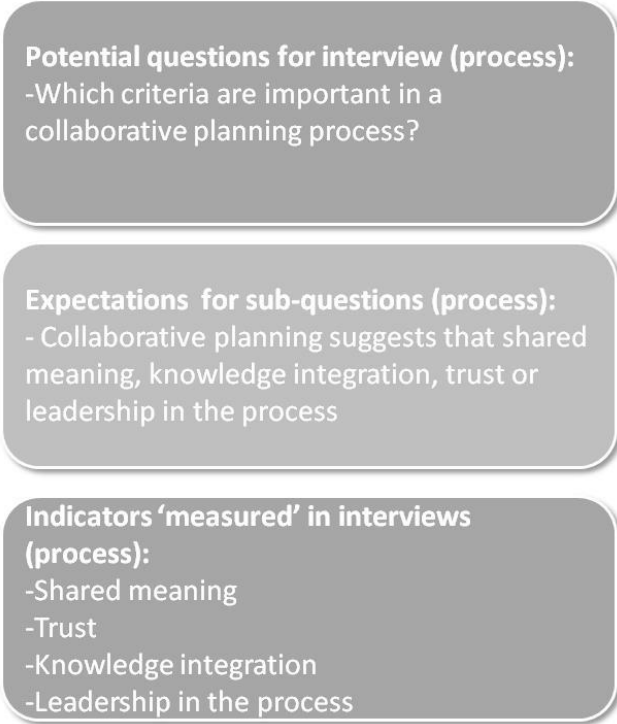 Potential questions for interview (process):
-Which criteria are important in a
collaborative planning process?
Expectations  for sub-questions (process):
- Collaborative planning suggests that shared
meaning, knowledge integration, trust or
leadership in the process
Indicators ‘measured’ in interviews
(process):
-Shared meaning
-Trust
-Knowledge integration
-Leadership in the process